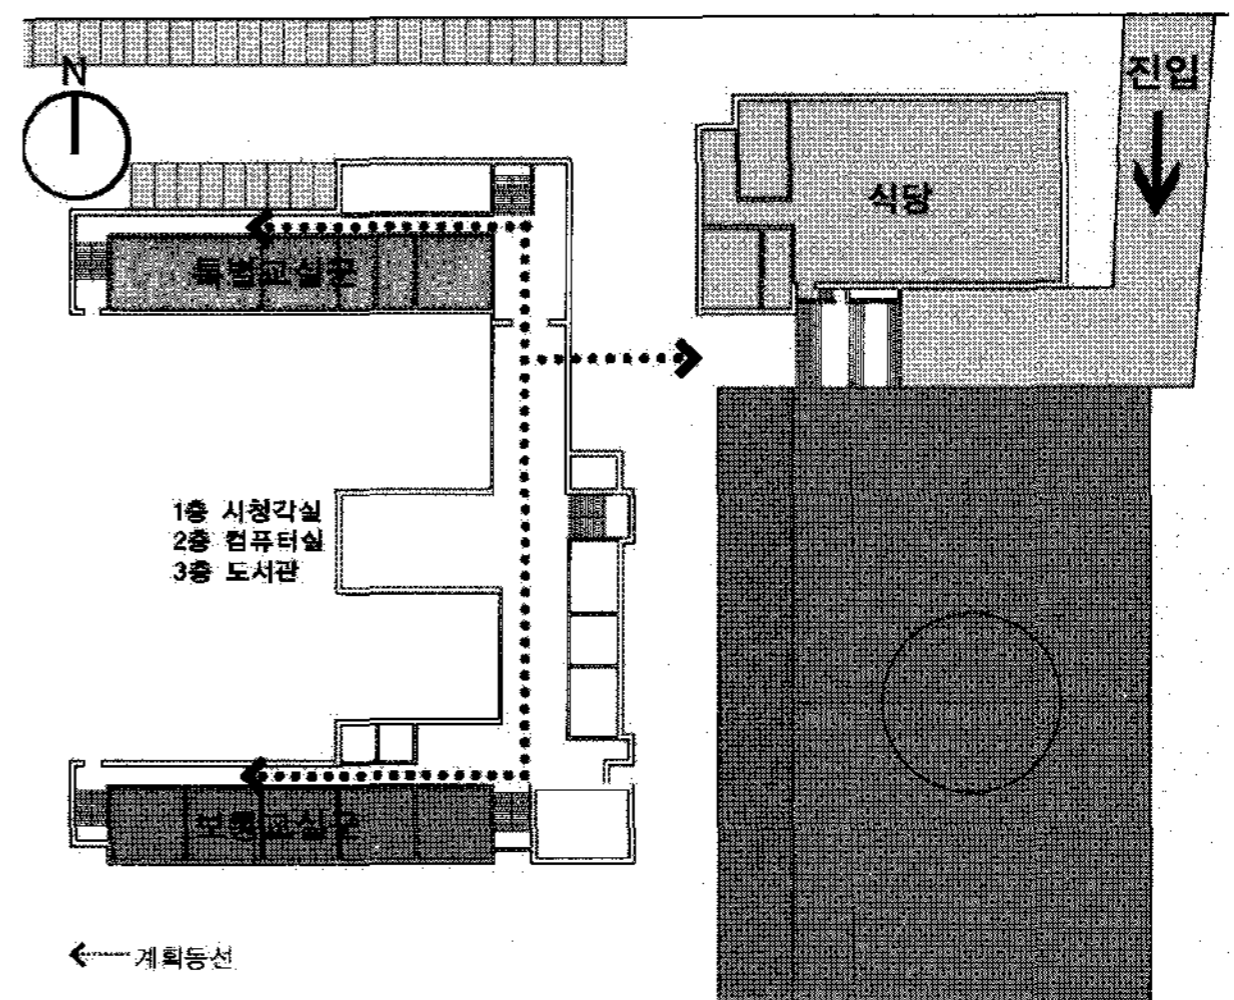 N
진입
식당
특별교실군
1층 시청각실
2층 컴퓨터실
3층 도서관
보통교실군
계획동선